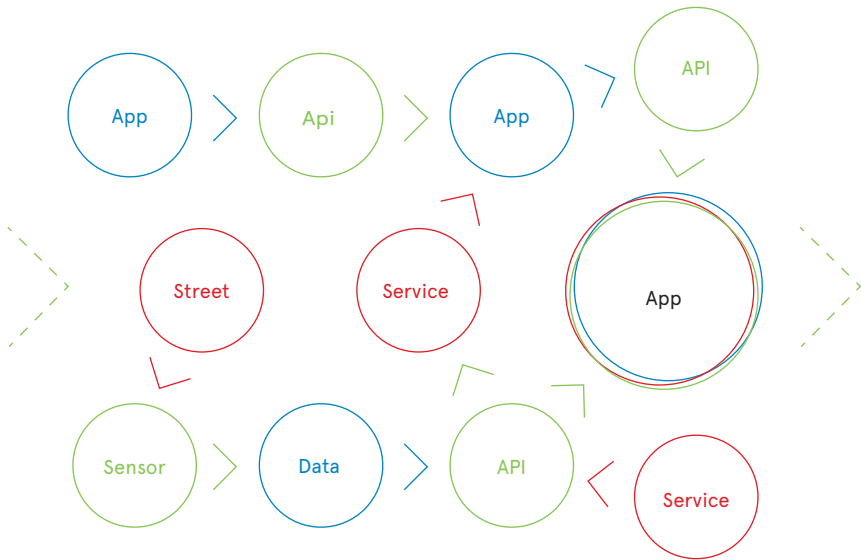 App
Api
App
API
Street
Service
App
Sensor
Data
API
Service